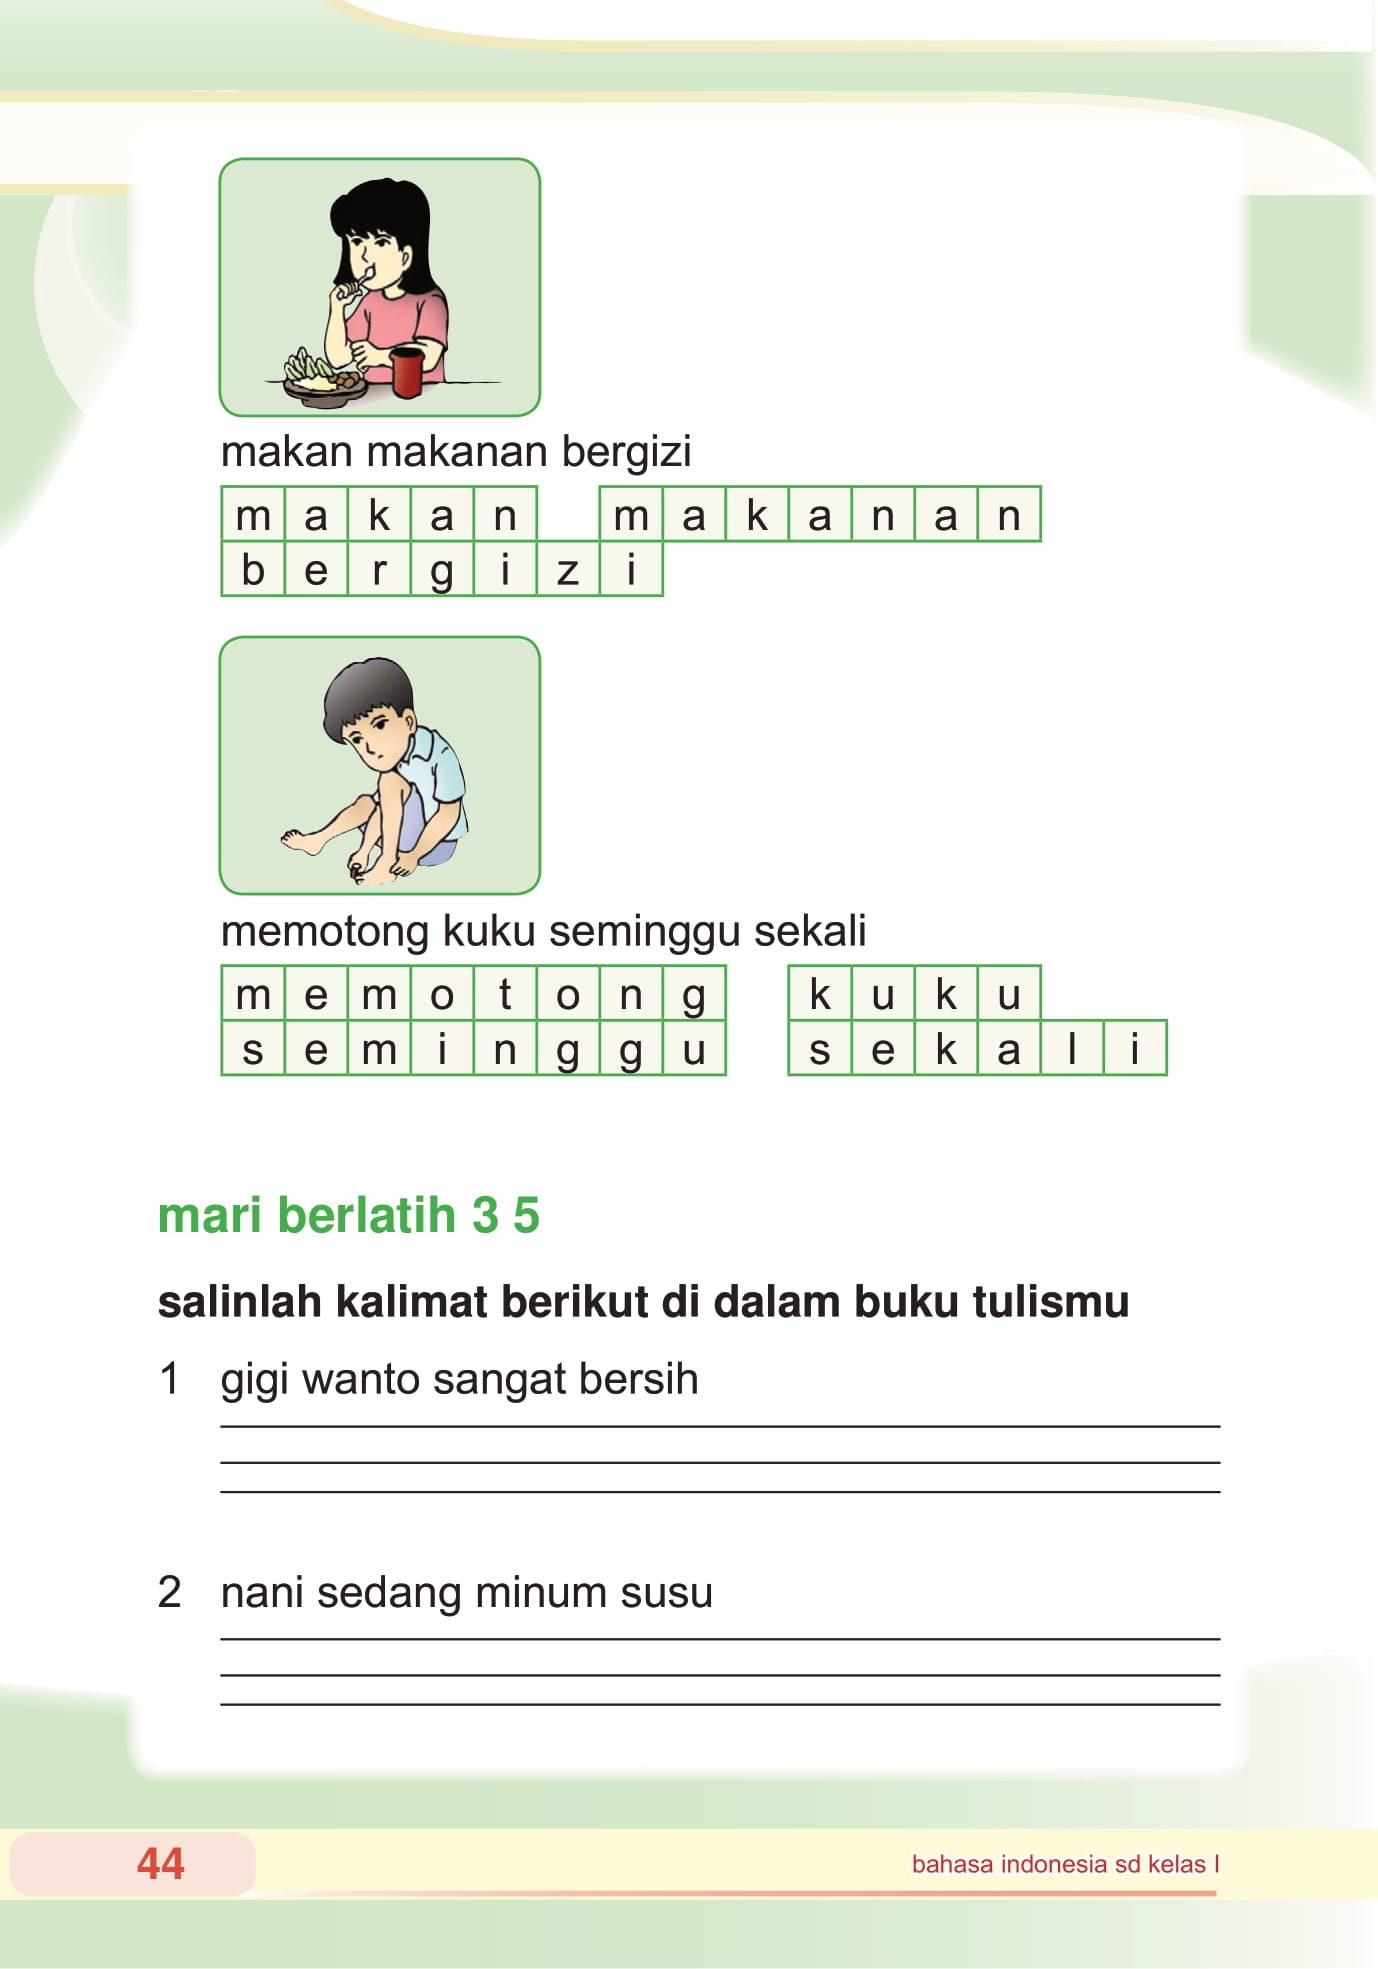 makan makanan bergizi
m a k a n m a k a n a n
b e r g i z i
memotong kuku seminggu sekali
m e m o t o n g k u k u
s e m i n g g u s e k a l i
mari berlatih 3 5
salinlah kalimat berikut di dalam buku tulismu
1 gigi wanto sangat bersih
2 nani sedang minum susu
44 bahasa indonesia sd kelas I